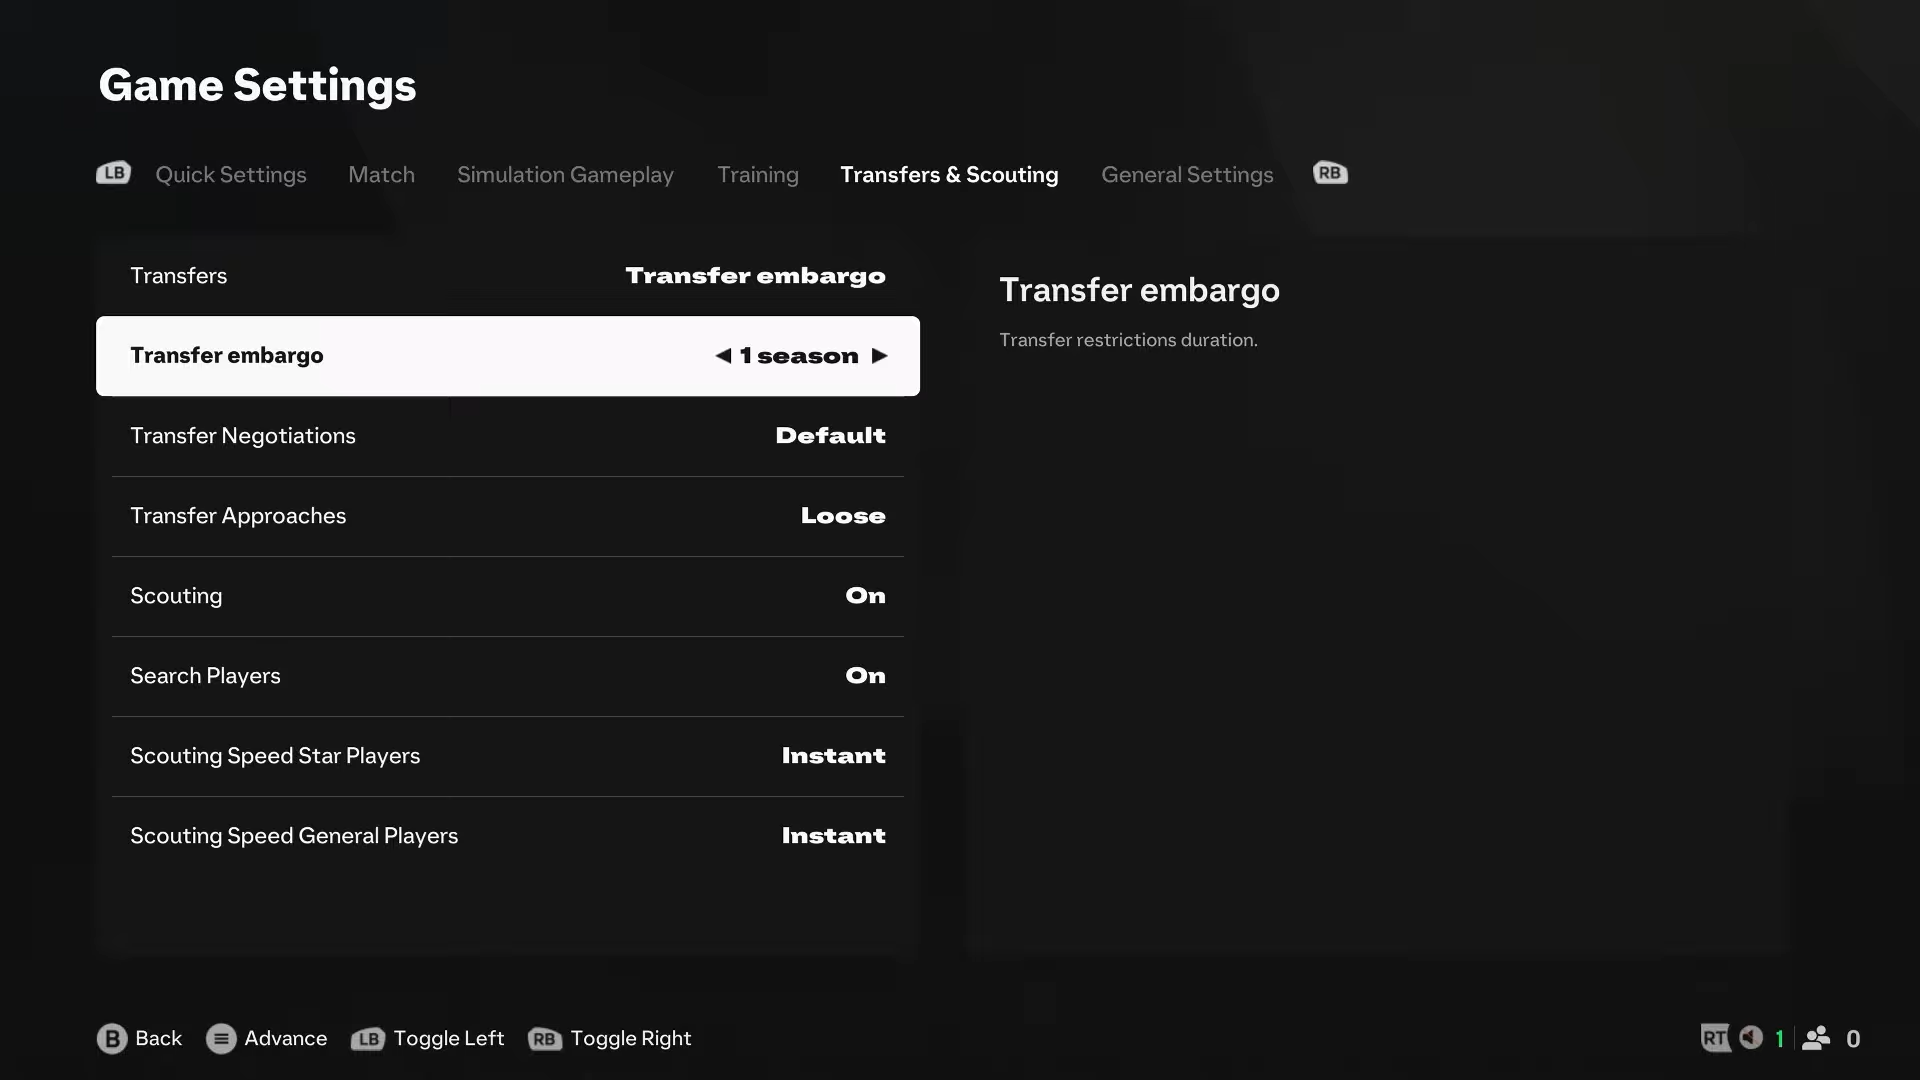 Game Settings
LB Quick Settings Match Simulation Gameplay Training Transfers & Scouting General Settings RB
Transfers Transfer embargo
Transfer embargo 1 season
Transfer Negotiations Default
Transfer Approaches Loose
Scouting On
Search Players On
Scouting Speed Star Players Instant
Scouting Speed General Players Instant
Transfer embargo
Transfer restrictions duration.
B Back Advance LB Toggle Left RB Toggle Right
RT 1 0